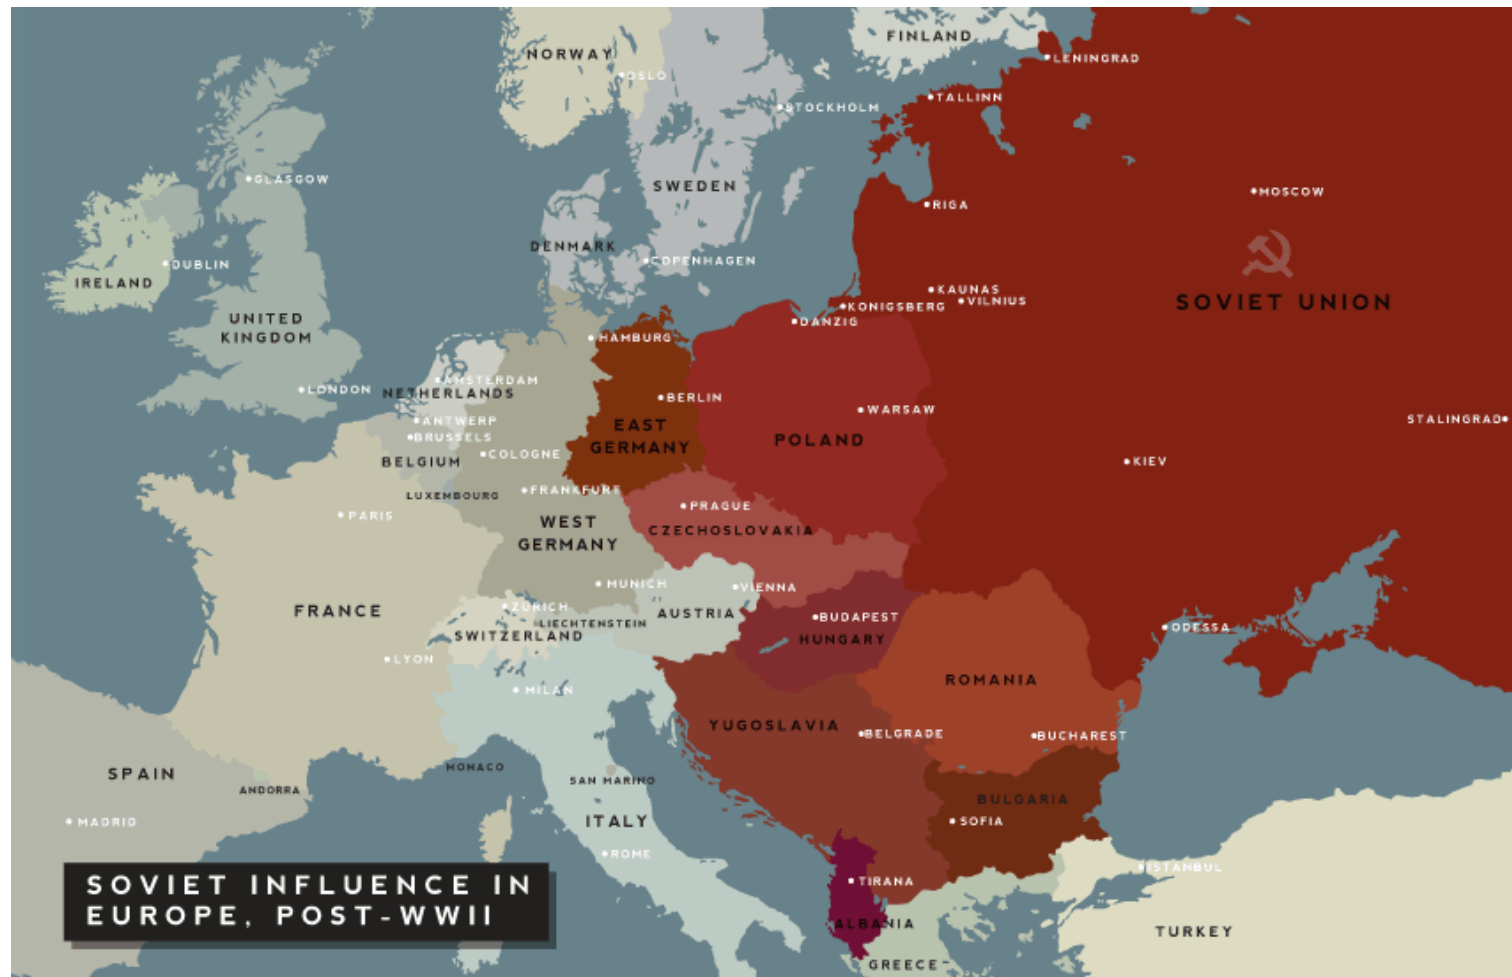 NORWAY
FINLAND
OSLO
LENINGRAD
TALLINN
STOCKHOLM
GLASGOW
SWEDEN
MOSCOW
RIGA
DENMARK
COPENHAGEN
DUBLIN
IRELAND
KAUNAS
VILNIUS
SOVIET UNION
KONIGSBERG
DANZIG
UNITED
KINGDOM
HAMBURG
AMSTERDAM
NETHERLANDS
LONDON
BERLIN
WARSAW
STALINGRAD
ANTWERP
BRUSSELS
EAST
GERMANY
POLAND
COLOGNE
BELGIUM
KIEV
LUXEMBOURG
FRANKFURT
PARIS
PRAGUE
WEST
GERMANY
CZECHOSLOVAKIA
MUNICH
VIENNA
FRANCE
ZURICH
LIECHTENSTEIN
AUSTRIA
BUDAPEST
SWITZERLAND
HUNGARY
ODESSA
LYON
ROMANIA
MILAN
YUGOSLAVIA
BELGRADE
BUCHAREST
MONACO
SPAIN
SAN MARINO
ANDORRA
BULGARIA
MADRID
ITALY
SOFIA
ROME
ISTANBUL
TIRANA
ALBANIA
TURKEY
GREECE
SOVIET INFLUENCE IN
EUROPE, POST-WWII